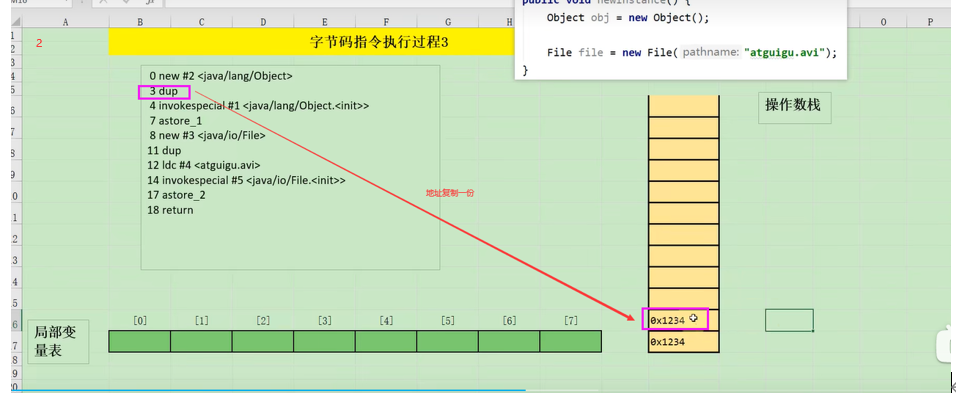 public void newInstance() {
Object obj = new Object();
File file = new File( pathname: "atguigu.avi");
}
A B C D E F G H O P
2
字节码指令执行过程3
0 new #2 <java/lang/Object>
3 dup
4 invokespecial #1 <java/lang/Object.<init>>
7 astore_1
8 new #3 <java/io/File>
11 dup
12 ldc #4 <atguigu.avi>
14 invokespecial #5 <java/io/File.<init>>
17 astore_2
18 return
操作数栈
地址复制一份
0x1234
0x1234
[0] [1] [2] [3] [4] [5] [6] [7]
局部变
量表